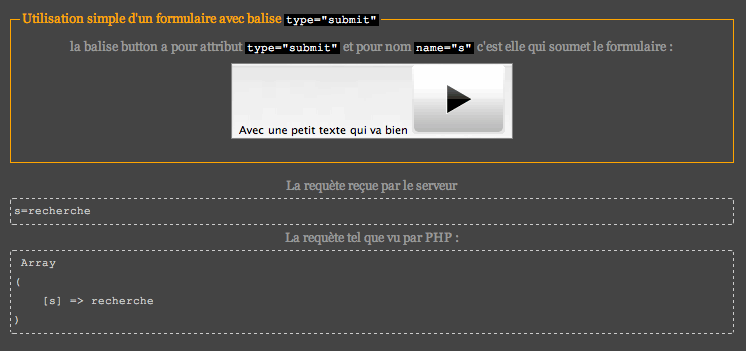 Utilisation simple d'un formulaire avec balise type="submit"
la balise button a pour attribut type="submit" et pour nom name="s" c'est elle qui soumet le formulaire :
Avec une petit texte qui va bien
La requète reçue par le serveur
s=recherche
La requète tel que vu par PHP :
Array
(
[s] => recherche
)